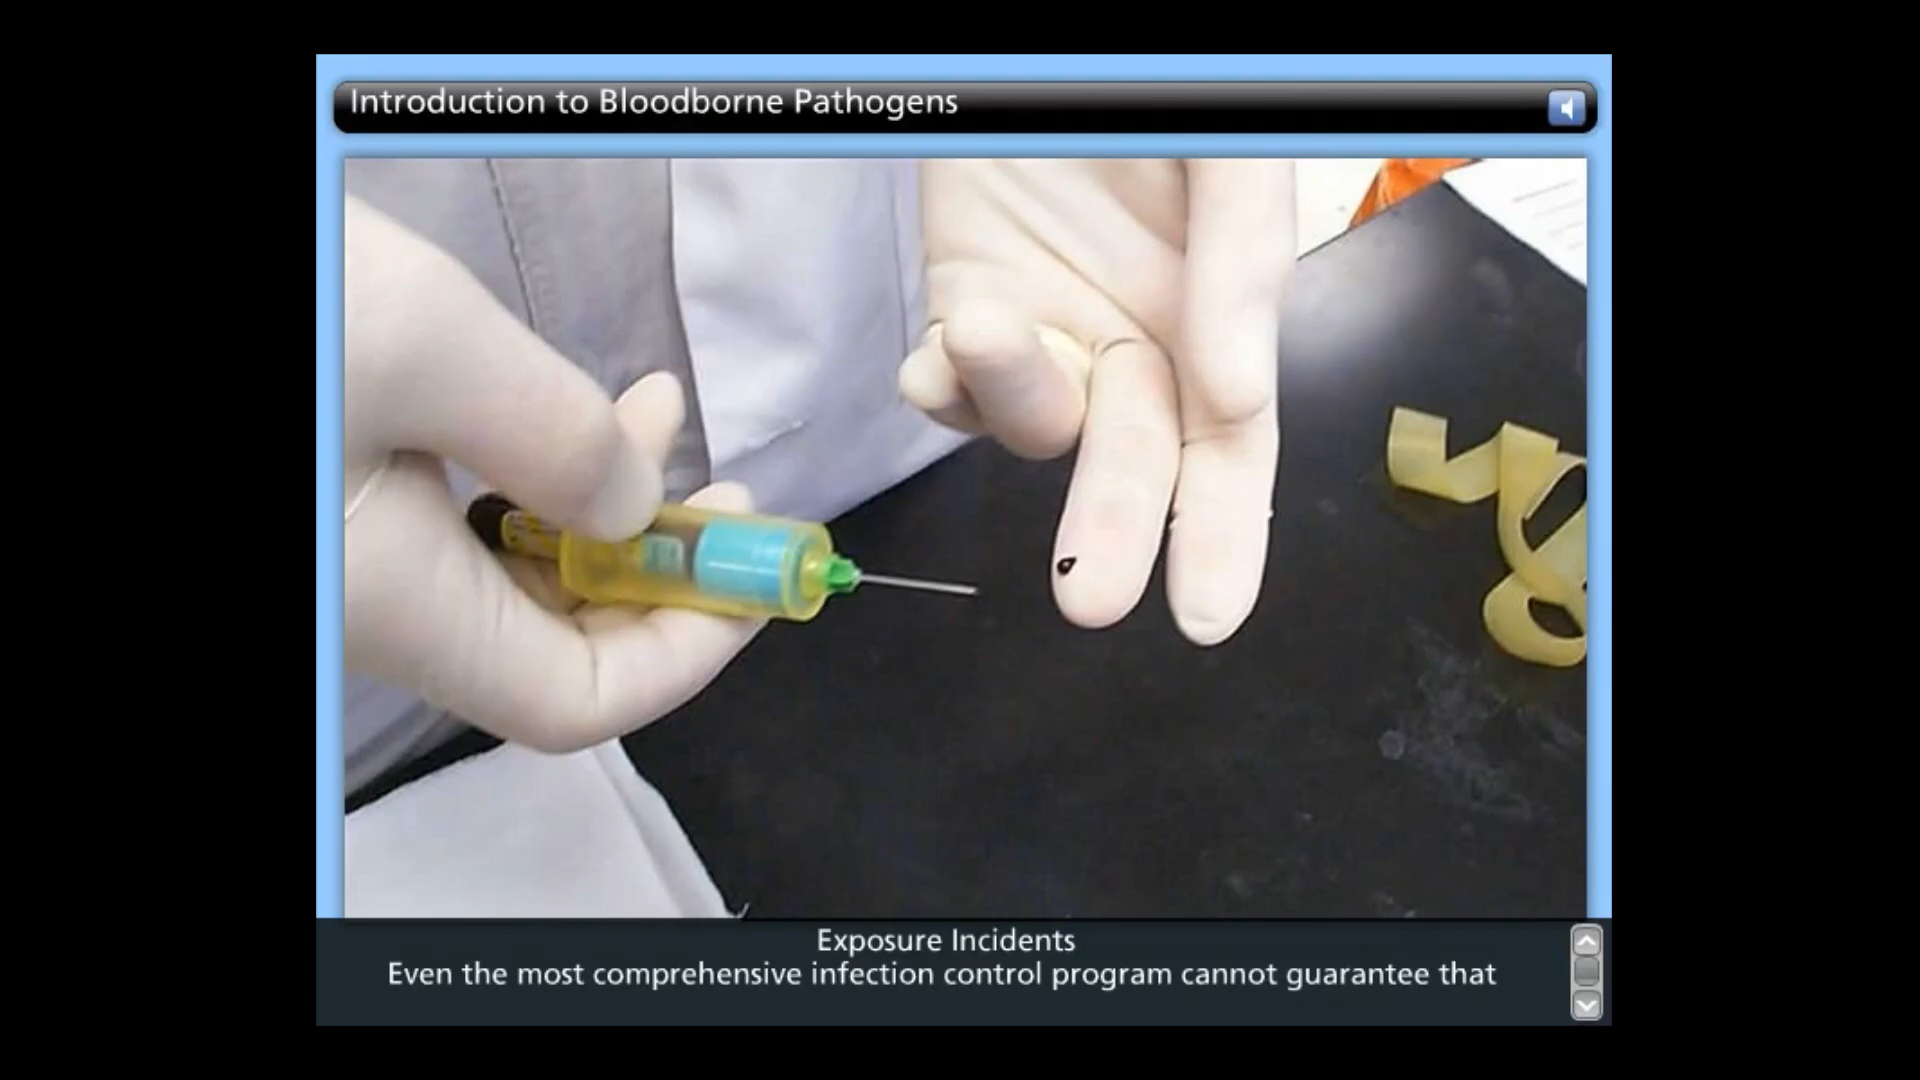 Introduction to Bloodborne Pathogens
Exposure Incidents
Even the most comprehensive infection control program cannot guarantee that